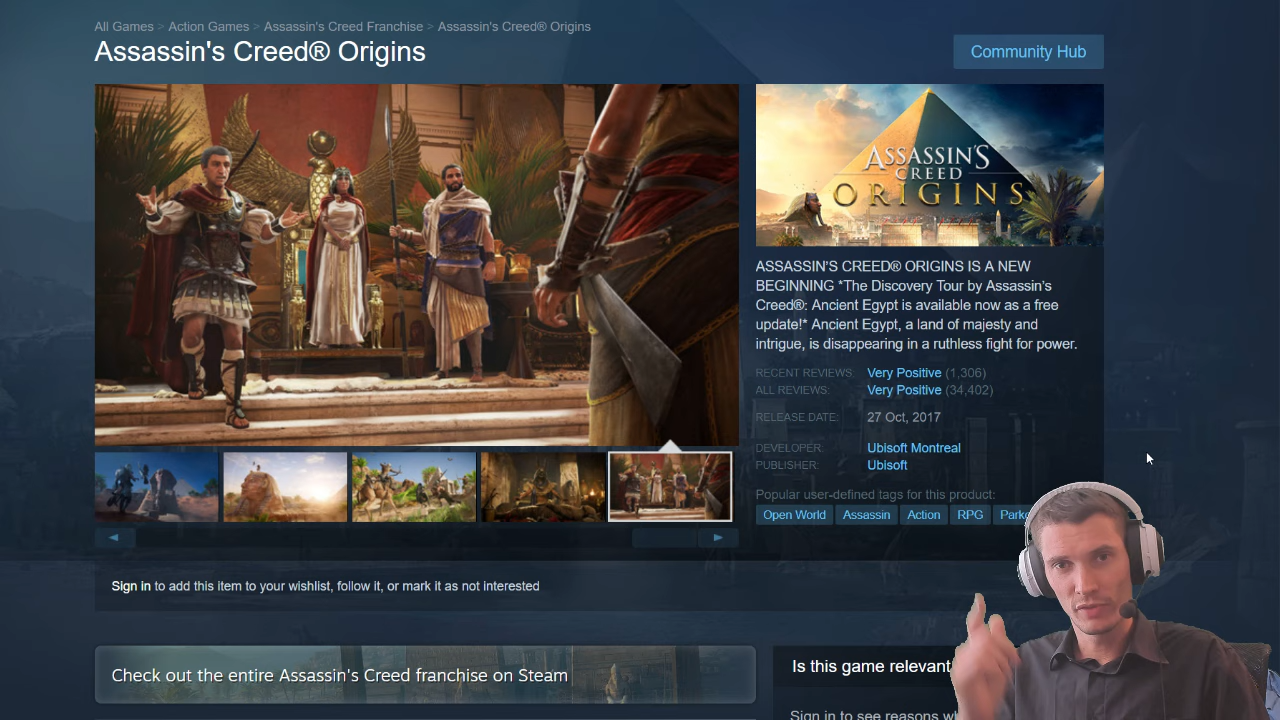 All Games > Action Games > Assassin's Creed Franchise > Assassin's Creed® Origins
Assassin's Creed® Origins
Community Hub
ASSASSIN'S
CREED
ORIGINS
ASSASSIN'S CREED® ORIGINS IS A NEW
BEGINNING *The Discovery Tour by Assassin's
Creed®: Ancient Egypt is available now as a free
update!* Ancient Egypt, a land of majesty and
intrigue, is disappearing in a ruthless fight for power.
RECENT REVIEWS: Very Positive (1,306)
ALL REVIEWS: Very Positive (34,402)
RELEASE DATE: 27 Oct, 2017
DEVELOPER: Ubisoft Montreal
PUBLISHER: Ubisoft
Popular user-defined tags for this product:
Open World Assassin Action RPG
Sign in to add this item to your wishlist, follow it, or mark it as not interested
Check out the entire Assassin's Creed franchise on Steam
Is this game relevant
Sign in to see reasons